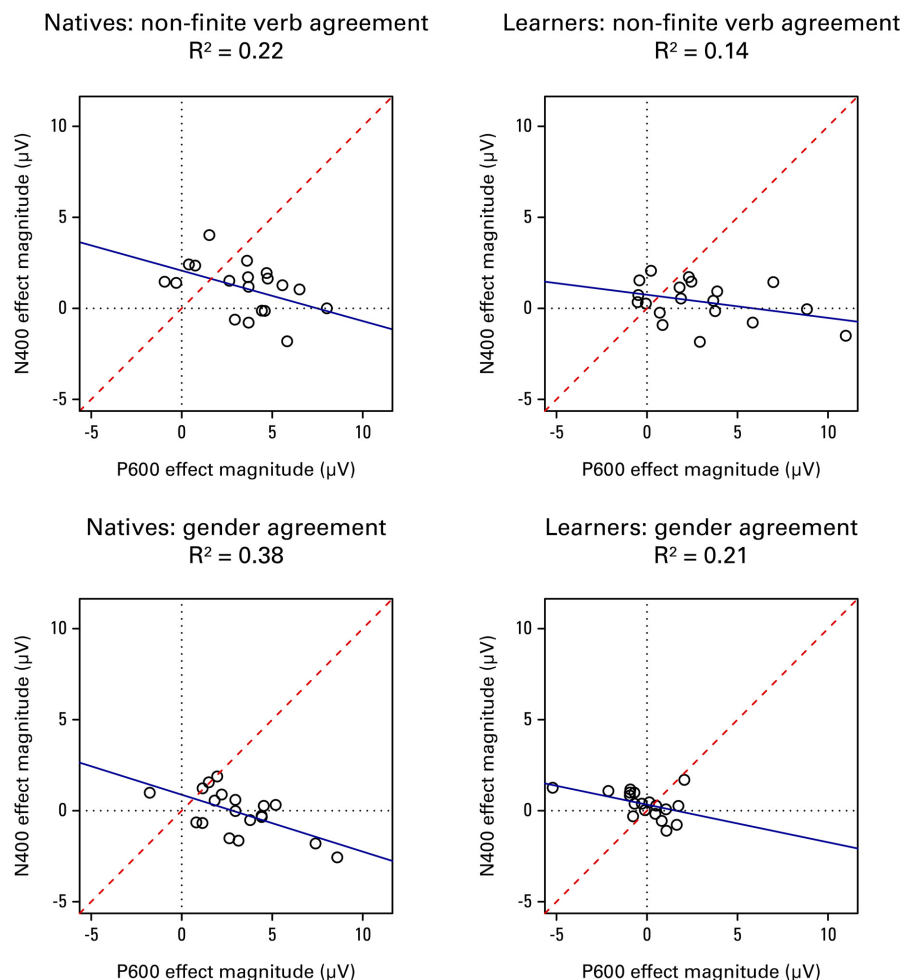 Natives: non-finite verb agreement
R² = 0.22
N400 effect magnitude (µV)
10
5
0
-5
-5 0 5 10
P600 effect magnitude (µV)
Learners: non-finite verb agreement
R² = 0.14
N400 effect magnitude (µV)
10
5
0
-5
-5 0 5 10
P600 effect magnitude (µV)
Natives: gender agreement
R² = 0.38
N400 effect magnitude (µV)
10
5
0
-5
-5 0 5 10
P600 effect magnitude (µV)
Learners: gender agreement
R² = 0.21
N400 effect magnitude (µV)
10
5
0
-5
-5 0 5 10
P600 effect magnitude (µV)